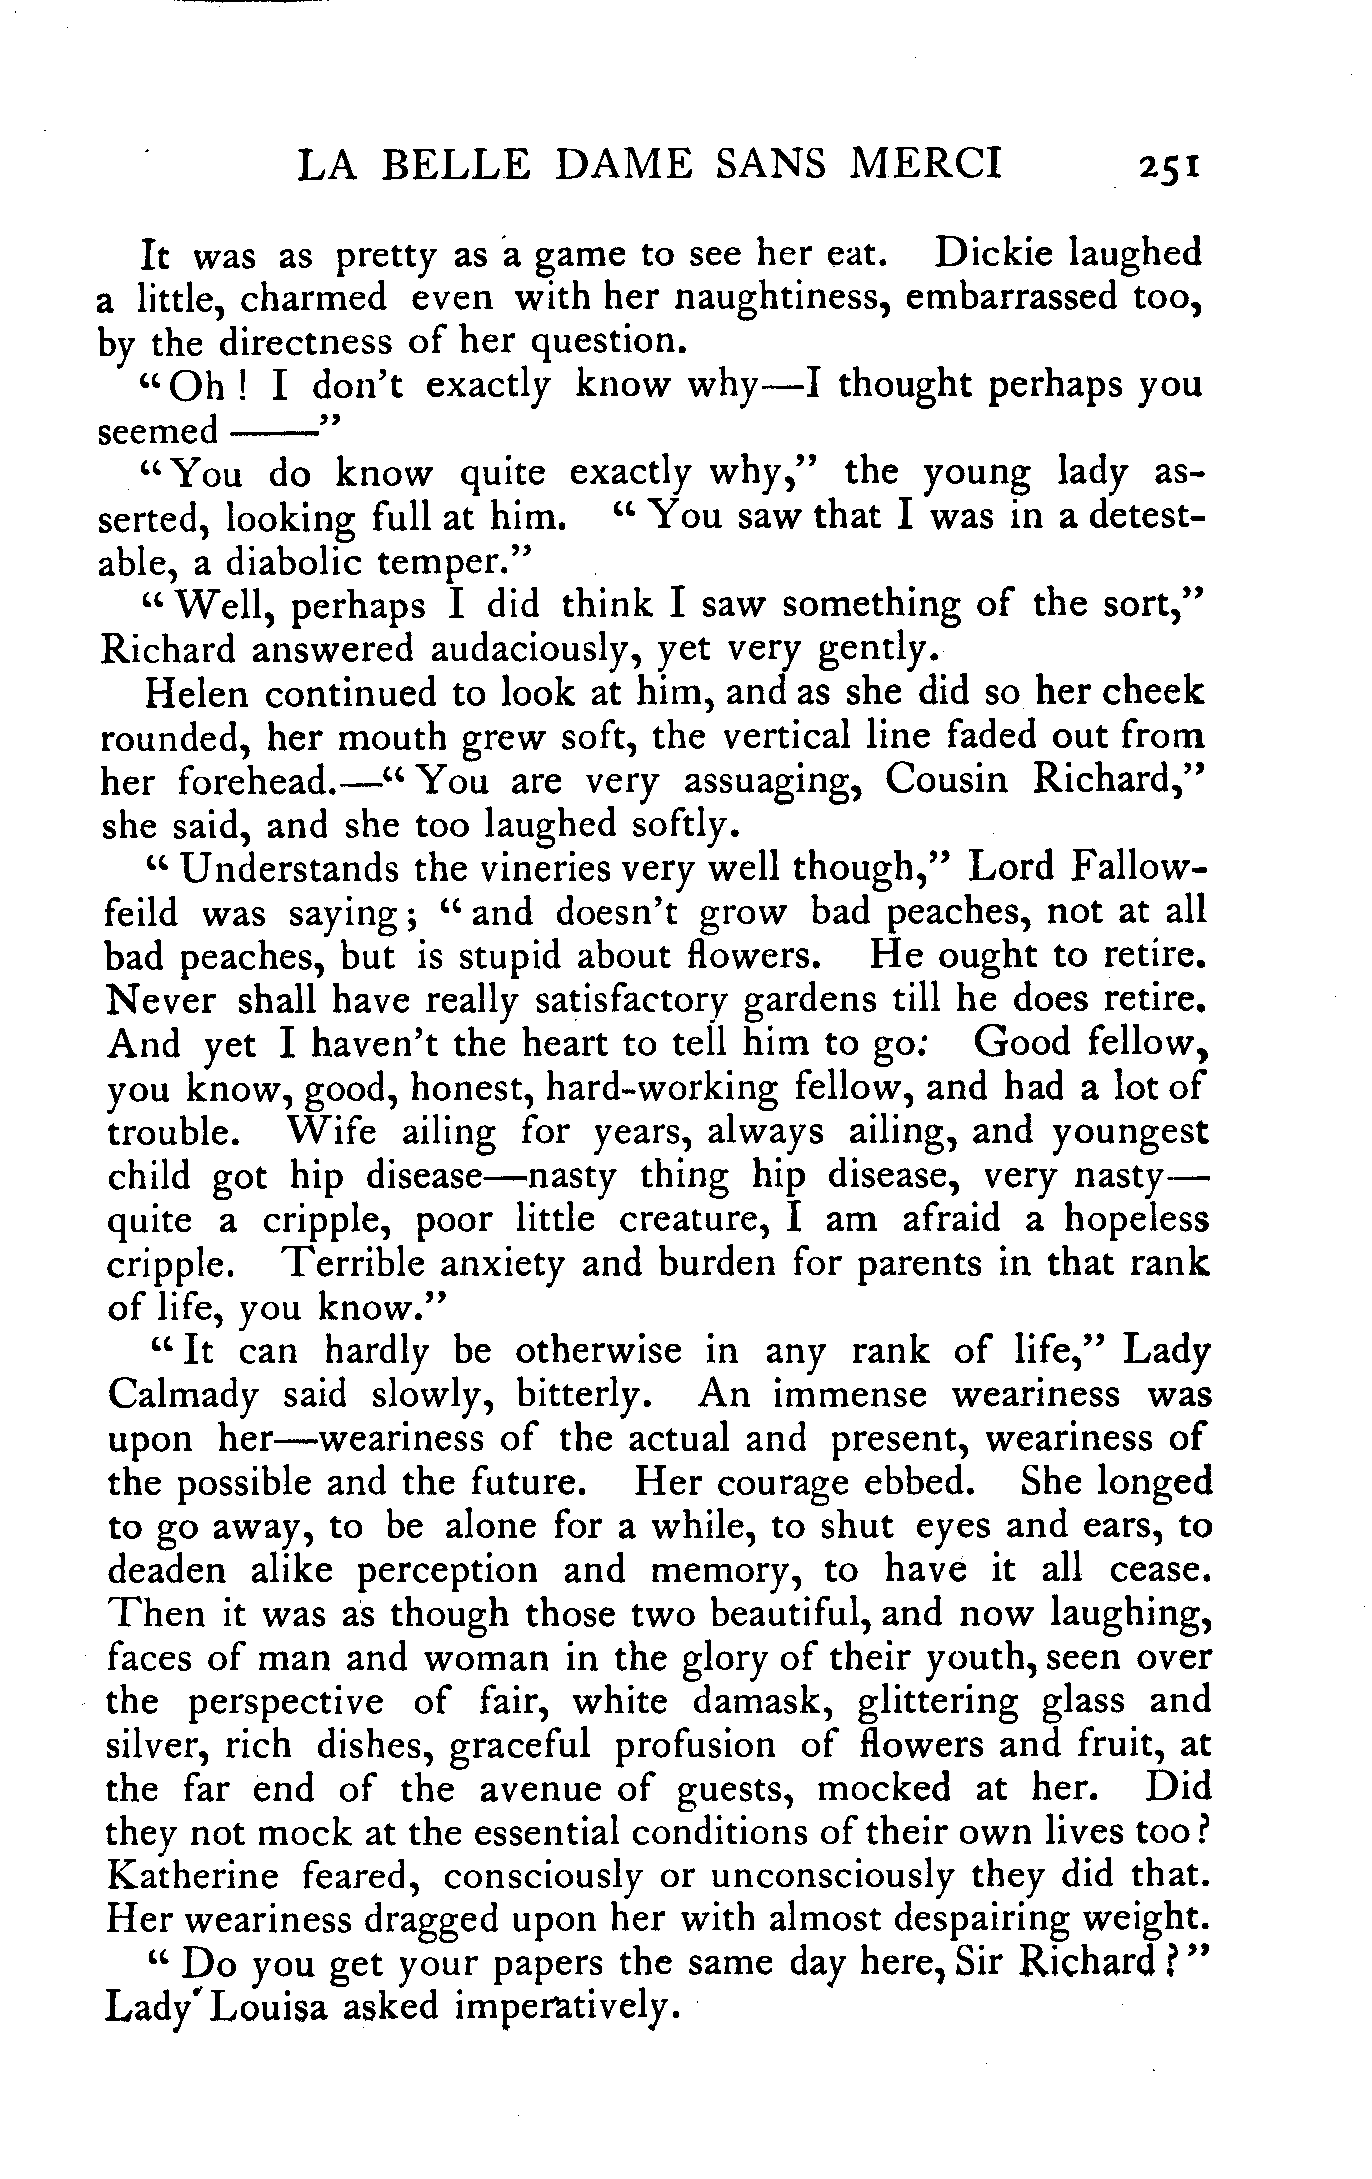 LA BELLE DAME SANS MERCI 251
It was as pretty as a game to see her eat. Dickie laughed
a little, charmed even with her naughtiness, embarrassed too,
by the directness of her question.
“Oh ! I don’t exactly know why—I thought perhaps you
seemed ——”
“You do know quite exactly why,” the young lady as-
serted, looking full at him. “ You saw that I was in a detest-
able, a diabolic temper.”
“ Well, perhaps I did think I saw something of the sort,”
Richard answered audaciously, yet very gently.
Helen continued to look at him, and as she did so her cheek
rounded, her mouth grew soft, the vertical line faded out from
her forehead.—“ You are very assuaging, Cousin Richard,”
she said, and she too laughed softly.
“ Understands the vineries very well though,” Lord Fallow-
feild was saying ; “ and doesn’t grow bad peaches, not at all
bad peaches, but is stupid about flowers. He ought to retire.
Never shall have really satisfactory gardens till he does retire.
And yet I haven’t the heart to tell him to go. Good fellow,
you know, good, honest, hard-working fellow, and had a lot of
trouble. Wife ailing for years, always ailing, and youngest
child got hip disease—nasty thing hip disease, very nasty—
quite a cripple, poor little creature, I am afraid a hopeless
cripple. Terrible anxiety and burden for parents in that rank
of life, you know.”
“ It can hardly be otherwise in any rank of life,” Lady
Calmady said slowly, bitterly. An immense weariness was
upon her—weariness of the actual and present, weariness of
the possible and the future. Her courage ebbed. She longed
to go away, to be alone for a while, to shut eyes and ears, to
deaden alike perception and memory, to have it all cease.
Then it was as though those two beautiful, and now laughing,
faces of man and woman in the glory of their youth, seen over
the perspective of fair, white damask, glittering glass and
silver, rich dishes, graceful profusion of flowers and fruit, at
the far end of the avenue of guests, mocked at her. Did
they not mock at the essential conditions of their own lives too ?
Katherine feared, consciously or unconsciously they did that.
Her weariness dragged upon her with almost despairing weight.
“ Do you get your papers the same day here, Sir Richard ? ”
Lady Louisa asked imperatively.